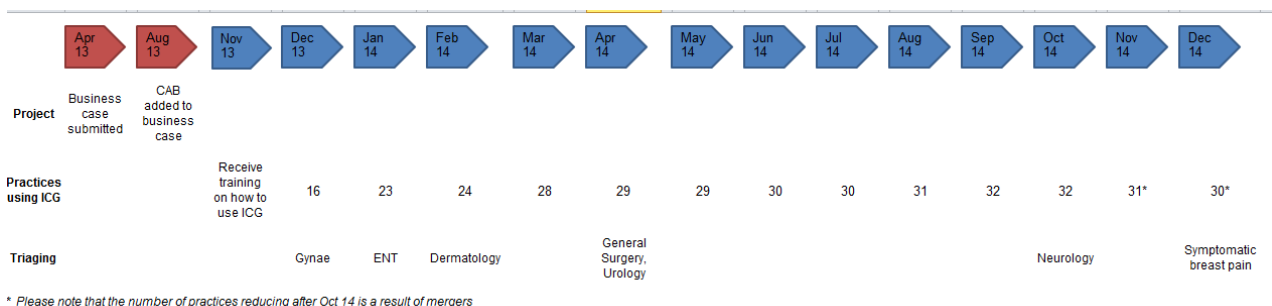 Apr 13
Aug 13
Nov 13
Dec 13
Jan 14
Feb 14
Mar 14
Apr 14
May 14
Jun 14
Jul 14
Aug 14
Sep 14
Oct 14
Nov 14
Dec 14
Project
Business case submitted
CAB added to business case
Practices using ICG
Receive training on how to use ICG
16
23
24
28
29
29
30
30
31
32
32
31*
30*
Triaging
Gynae
ENT
Dermatology
General Surgery, Urology
Neurology
Symptomatic breast pain
* Please note that the number of practices reducing after Oct 14 is a result of mergers